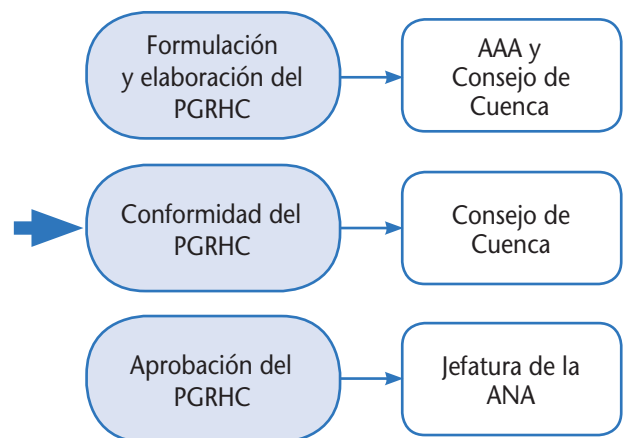 Formulación
y elaboración del
PGRHC
AAA y
Consejo de
Cuenca
Conformidad del
PGRHC
Consejo de
Cuenca
Aprobación del
PGRHC
Jefatura de la
ANA